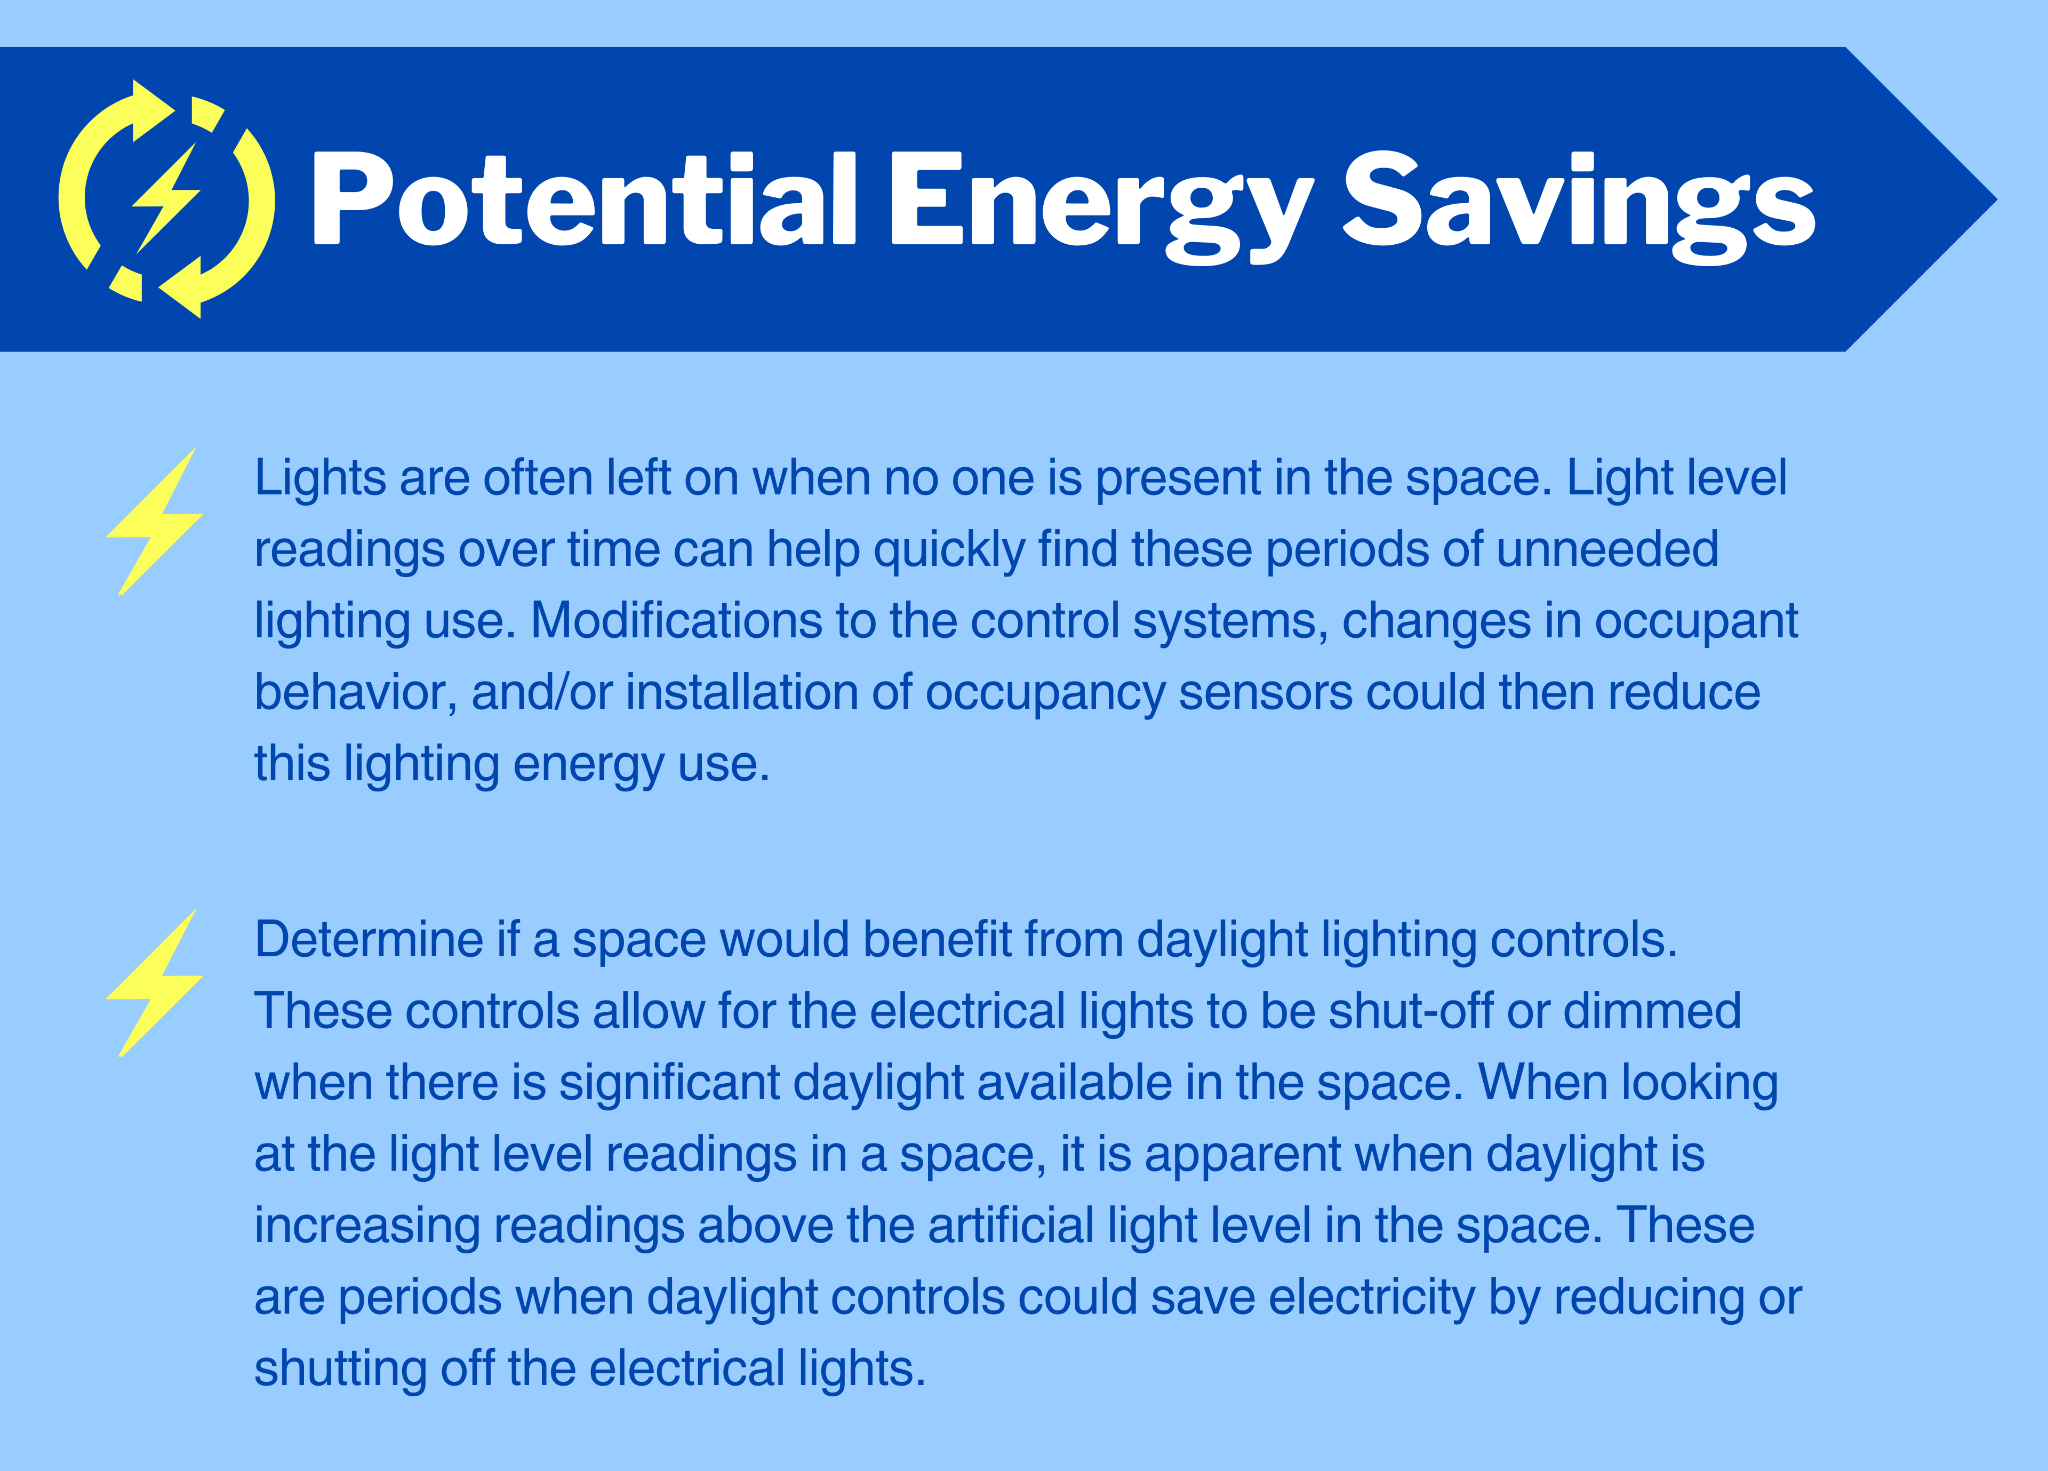 Potential Energy Savings
Lights are often left on when no one is present in the space. Light level
readings over time can help quickly find these periods of unneeded
lighting use. Modifications to the control systems, changes in occupant
behavior, and/or installation of occupancy sensors could then reduce
this lighting energy use.
Determine if a space would benefit from daylight lighting controls.
These controls allow for the electrical lights to be shut-off or dimmed
when there is significant daylight available in the space. When looking
at the light level readings in a space, it is apparent when daylight is
increasing readings above the artificial light level in the space. These
are periods when daylight controls could save electricity by reducing or
shutting off the electrical lights.